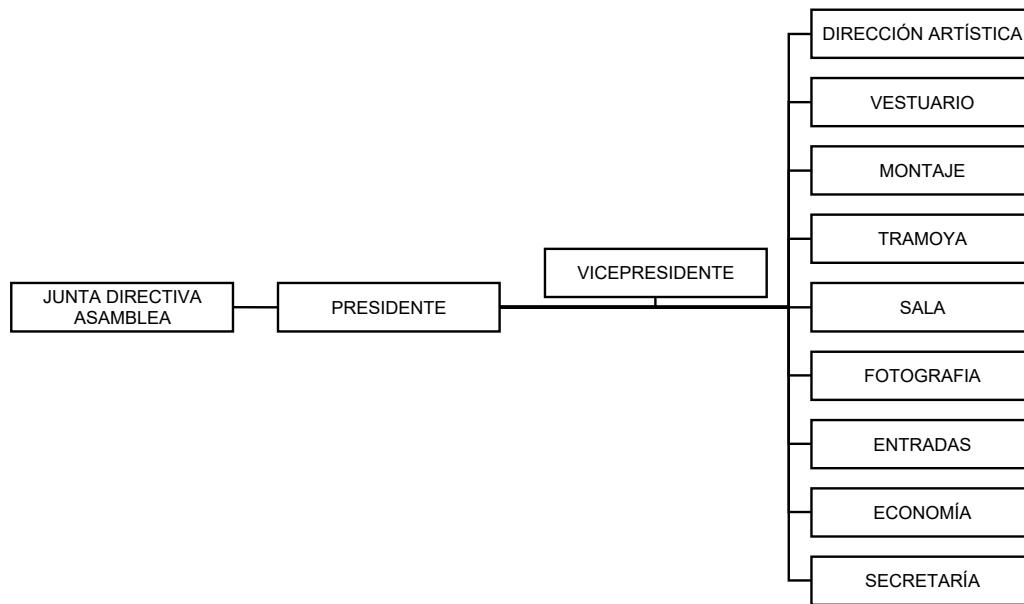 JUNTA DIRECTIVA
ASAMBLEA
PRESIDENTE
VICEPRESIDENTE
DIRECCIÓN ARTÍSTICA
VESTUARIO
MONTAJE
TRAMOYA
SALA
FOTOGRAFIA
ENTRADAS
ECONOMÍA
SECRETARÍA